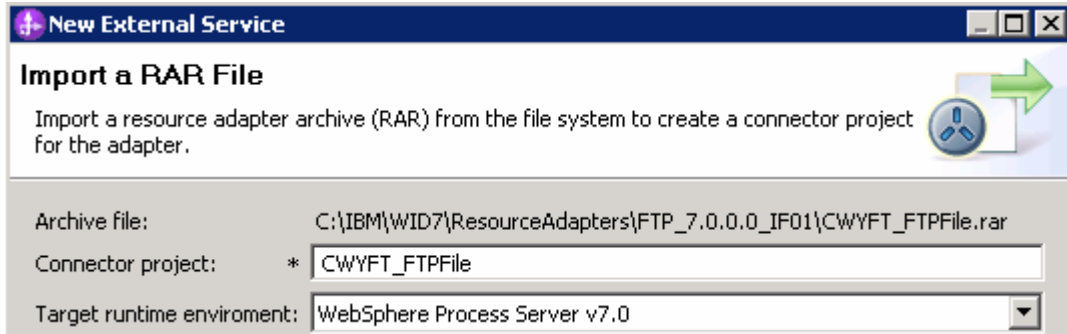 New External Service
Import a RAR File
Import a resource adapter archive (RAR) from the file system to create a connector project
for the adapter.
Archive file: C:\IBM\WID7\ResourceAdapters\FTP_7.0.0.0_IF01\CWYFT_FTPFile.rar
Connector project: * CWYFT_FTPFile
Target runtime enviroment: WebSphere Process Server v7.0